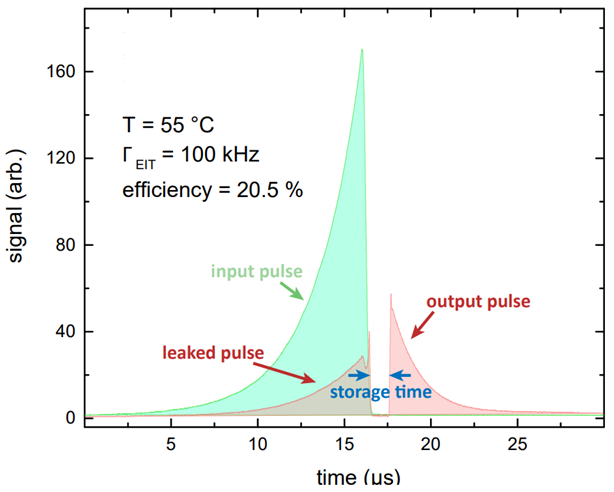 160
120
80
40
0
signal (arb.)
T = 55 °C
Γ EIT = 100 kHz
efficiency = 20.5 %
input pulse
leaked pulse
output pulse
storage time
5 10 15 20 25
time (μs)